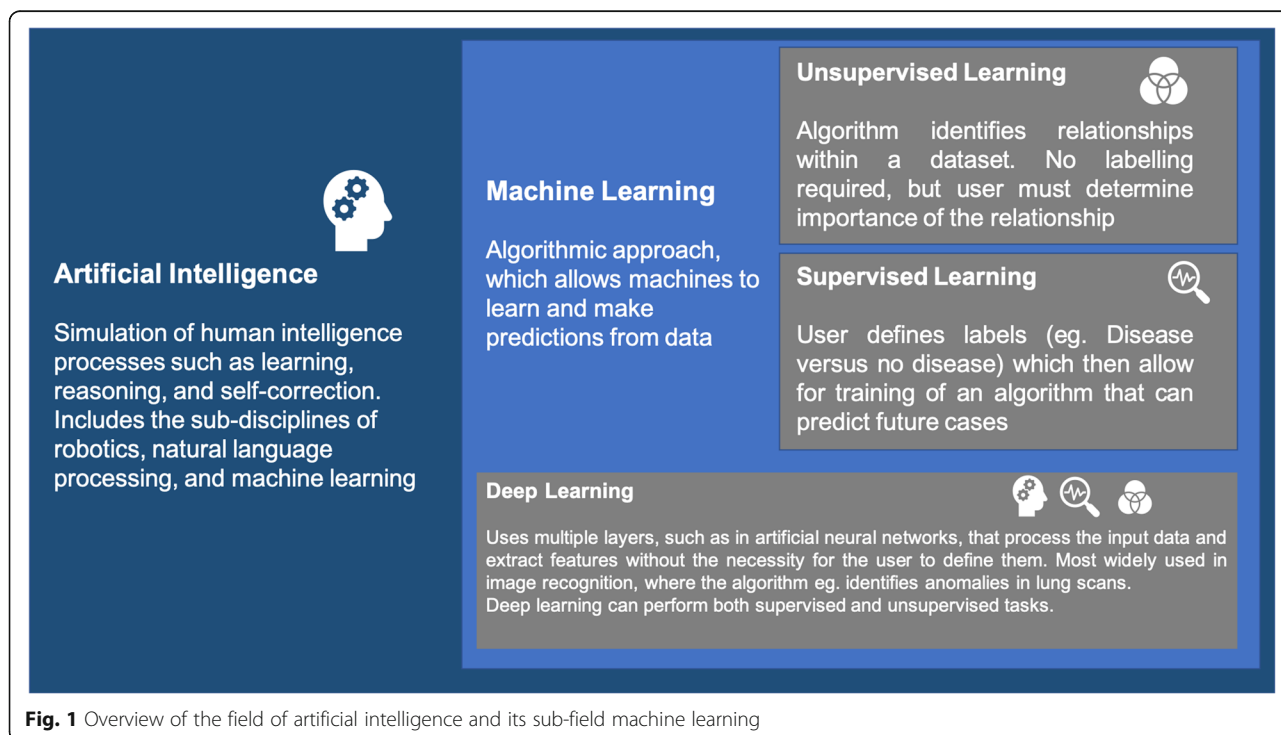 Artificial Intelligence
Simulation of human intelligence
processes such as learning,
reasoning, and self-correction.
Includes the sub-disciplines of
robotics, natural language
processing, and machine learning
Machine Learning
Algorithmic approach,
which allows machines to
learn and make
predictions from data
Unsupervised Learning
Algorithm identifies relationships
within a dataset. No labelling
required, but user must determine
importance of the relationship
Supervised Learning
User defines labels (eg. Disease
versus no disease) which then allow
for training of an algorithm that can
predict future cases
Deep Learning
Uses multiple layers, such as in artificial neural networks, that process the input data and
extract features without the necessity for the user to define them. Most widely used in
image recognition, where the algorithm eg. identifies anomalies in lung scans.
Deep learning can perform both supervised and unsupervised tasks.
Fig. 1 Overview of the field of artificial intelligence and its sub-field machine learning